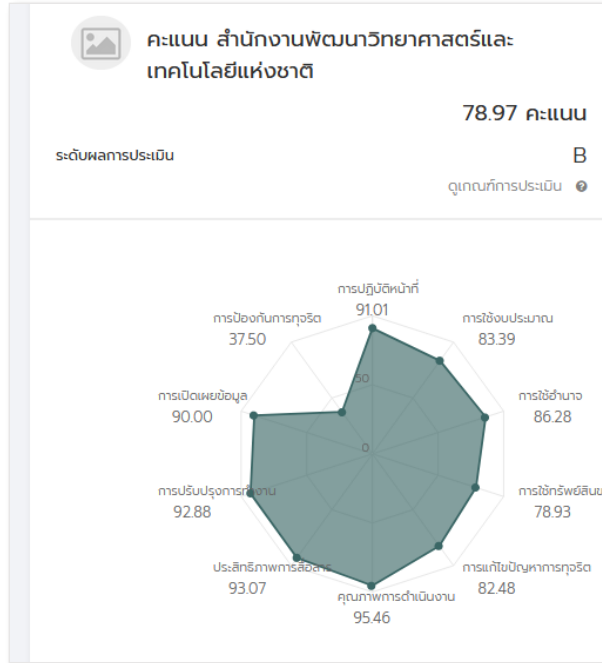 คะแนน สำนักงานพัฒนาวิทยาศาสตร์และ
เทคโนโลยีแห่งชาติ
78.97 คะแนน
ระดับผลการประเมิน
B
ดูเกณฑ์การประเมิน ?
การปฏิบัติหน้าที่
91.01
การใช้งบประมาณ
83.39
การใช้อำนาจ
86.28
การใช้ทรัพย์สินข
78.93
การแก้ไขปัญหาการทุจริต
82.48
คุณภาพการดำเนินงาน
95.46
ประสิทธิภาพการสื่อสาร
93.07
การปรับปรุงการทำงาน
92.88
การเปิดเผยข้อมูล
90.00
การป้องกันการทุจริต
37.50
50
0